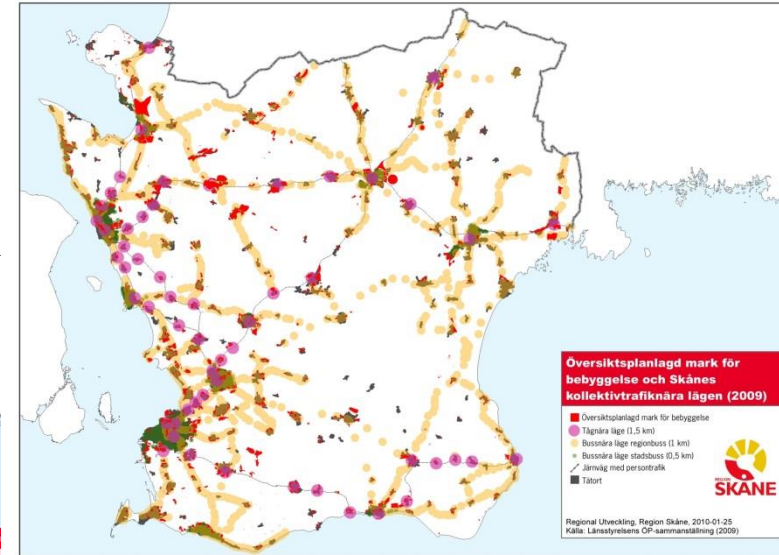 Översiktsplanlagd mark för
bebyggelse och Skånes
kollektivtrafiknära lägen (2009)
Översiktsplanlagd mark för bebyggelse
Tågnära läge (1,5 km)
Bussnära läge regionbuss (1 km)
Bussnära läge stadsbuss (0,5 km)
Järnväg med persontrafik
Tätort
REGION
SKÅNE
Regional Utveckling, Region Skåne, 2010-01-25
Källa: Länsstyrelsens ÖP-sammanställning (2009)